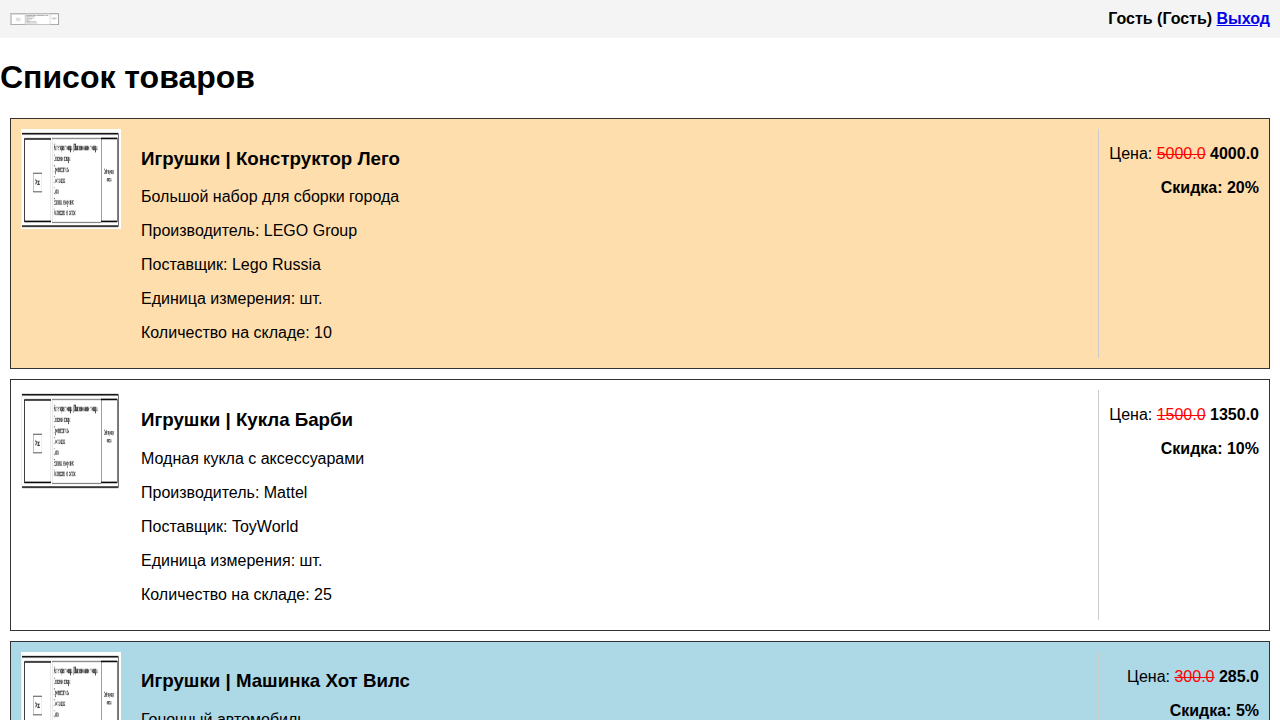 Гость (Гость) Выход
Список товаров
Игрушки | Конструктор Лего
Большой набор для сборки города
Производитель: LEGO Group
Поставщик: Lego Russia
Единица измерения: шт.
Количество на складе: 10
Цена: 5000.0 4000.0
Скидка: 20%
Игрушки | Кукла Барби
Модная кукла с аксессуарами
Производитель: Mattel
Поставщик: ToyWorld
Единица измерения: шт.
Количество на складе: 25
Цена: 1500.0 1350.0
Скидка: 10%
Игрушки | Машинка Хот Вилс
Гоночный автомобиль
Цена: 300.0 285.0
Скидка: 5%